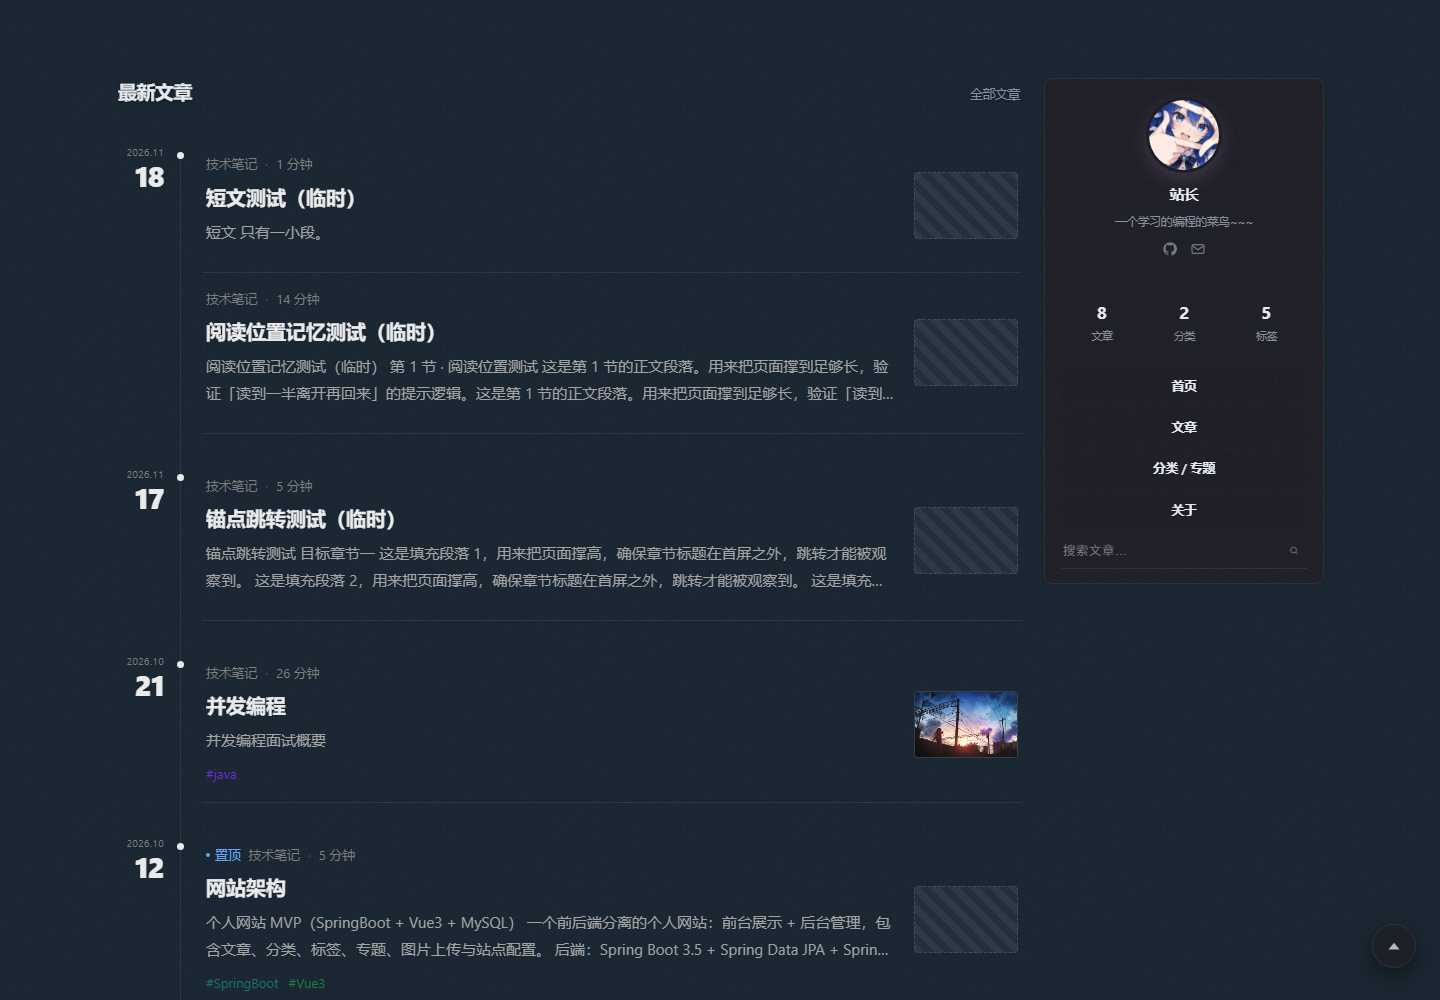 最新文章
全部文章
2026.11
18
技术笔记 · 1 分钟
短文测试（临时）
短文 只有一小段。
技术笔记 · 14 分钟
阅读位置记忆测试（临时）
阅读位置记忆测试（临时） 第 1 节 · 阅读位置测试 这是第 1 节的正文段落。用来把页面撑到足够长，验
证「读到一半离开再回来」的提示逻辑。这是第 1 节的正文段落。用来把页面撑到足够长，验证「读到...
2026.11
17
技术笔记 · 5 分钟
锚点跳转测试（临时）
锚点跳转测试 目标章节一 这是填充段落 1，用来把页面撑高，确保章节标题在首屏之外，跳转才能被观
察到。 这是填充段落 2，用来把页面撑高，确保章节标题在首屏之外，跳转才能被观察到。 这是填充...
2026.10
21
技术笔记 · 26 分钟
并发编程
并发编程面试概要
#java
2026.10
12
• 置顶 技术笔记 · 5 分钟
网站架构
个人网站 MVP（SpringBoot + Vue3 + MySQL） 一个前后端分离的个人网站：前台展示 + 后台管理，包
含文章、分类、标签、专题、图片上传与站点配置。 后端：Spring Boot 3.5 + Spring Data JPA + Sprin...
#SpringBoot #Vue3
站长
一个学习的编程的菜鸟~~~
8 2 5
文章 分类 标签
首页
文章
分类 / 专题
关于
搜索文章...